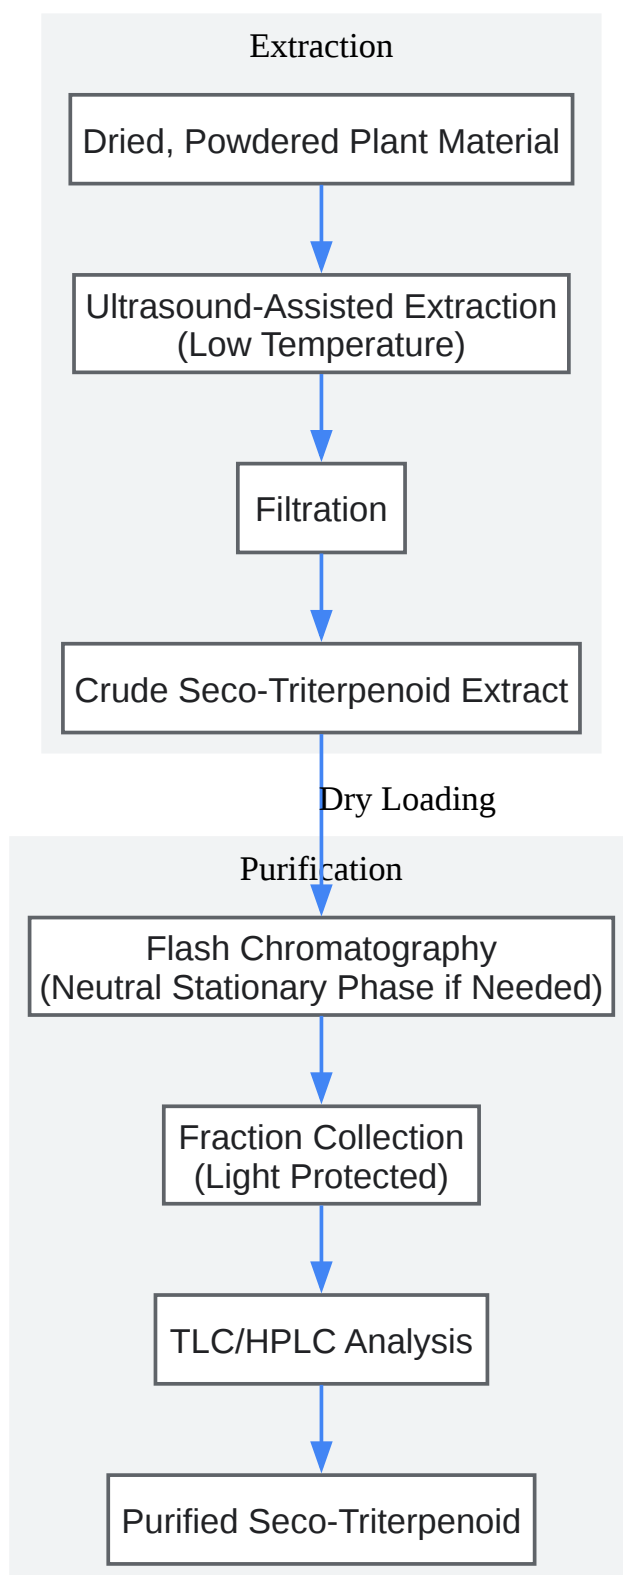 Extraction
Dried, Powdered Plant Material
Ultrasound-Assisted Extraction
(Low Temperature)
Filtration
Crude Seco-Triterpenoid Extract
Dry Loading
Purification
Flash Chromatography
(Neutral Stationary Phase if Needed)
Fraction Collection
(Light Protected)
TLC/HPLC Analysis
Purified Seco-Triterpenoid